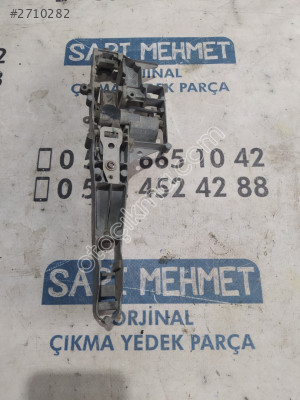 #2710282
SARI MEHMET
ORJİNAL
ÇIKMA YEDEK PARÇA
665 10 42
452 42 88
SARI MEHMET
ORJİNAL
ÇIKMA YEDEK PARÇA